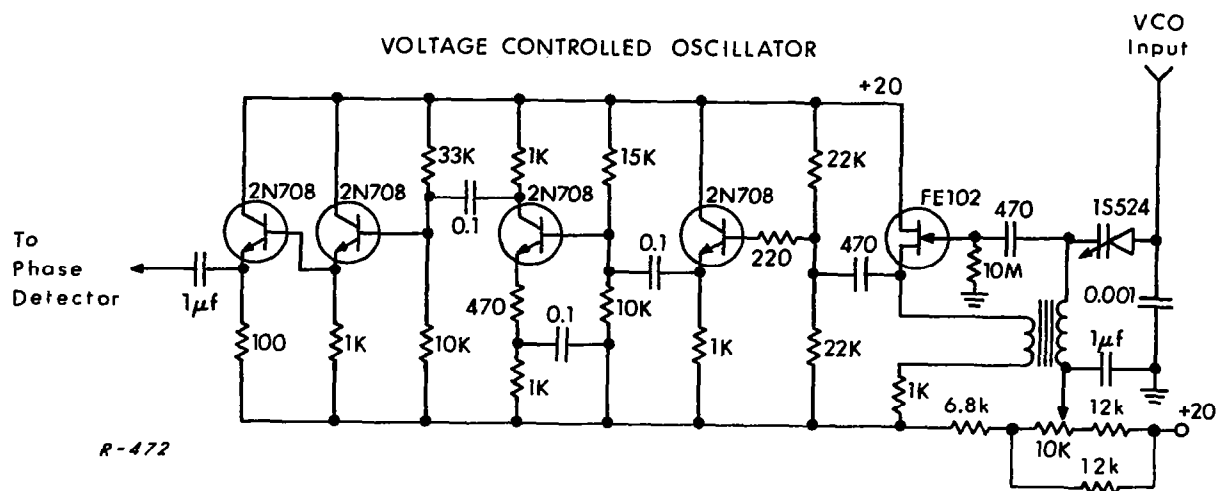 VOLTAGE CONTROLLED OSCILLATOR
VCO
Input
+20
33K
1K
15K
22K
2N708
2N708
2N708
2N708
FE102
470
1S524
0.1
To
Phase
Detector
1µf
0.1
220
470
10M
0.001
470
0.1
10K
100
1K
10K
1K
22K
1µf
1K
1K
6.8k
10K
12k
+20
12k
R-472